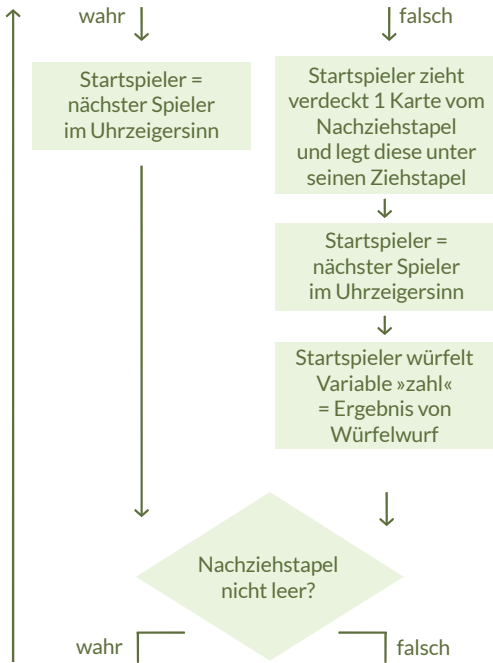 wahr
falsch
Startspieler =
nächster Spieler
im Uhrzeigersinn
Startspieler zieht
verdeckt 1 Karte vom
Nachziehstapel
und legt diese unter
seinen Ziehstapel
Startspieler =
nächster Spieler
im Uhrzeigersinn
Startspieler würfelt
Variable »zahl«
= Ergebnis von
Würfelwurf
Nachziehstapel
nicht leer?
wahr
falsch